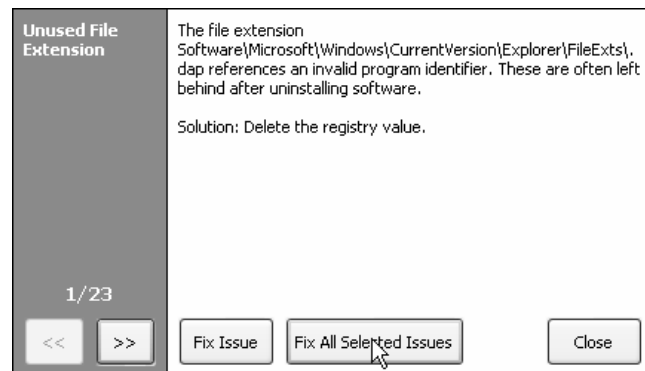 Unused File
Extension
The file extension
Software\Microsoft\Windows\CurrentVersion\Explorer\FileExts\.
dap references an invalid program identifier. These are often left
behind after uninstalling software.
Solution: Delete the registry value.
1/23
<<
>>
Fix Issue
Fix All Selected Issues
Close